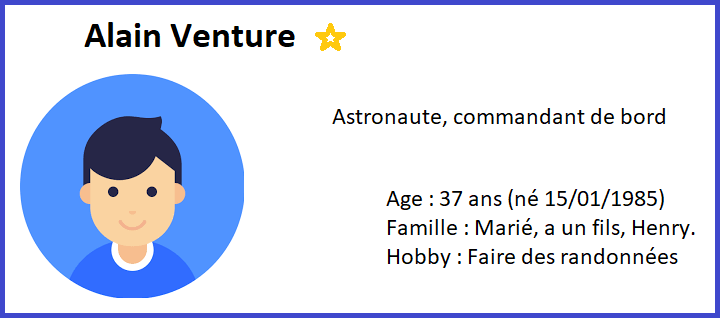 Alain Venture
Astronaute, commandant de bord
Age : 37 ans (né 15/01/1985)
Famille : Marié, a un fils, Henry.
Hobby : Faire des randonnées